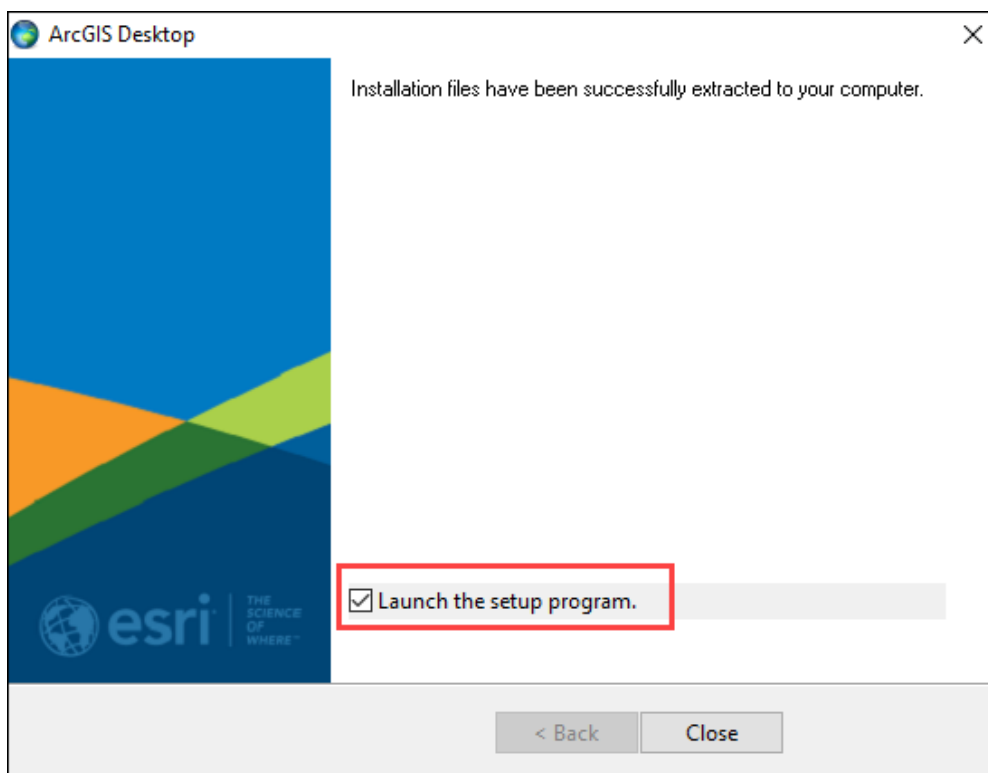 ArcGIS Desktop
Installation files have been successfully extracted to your computer.
Launch the setup program.
esri
THE
SCIENCE
OF
WHERE™
< Back
Close